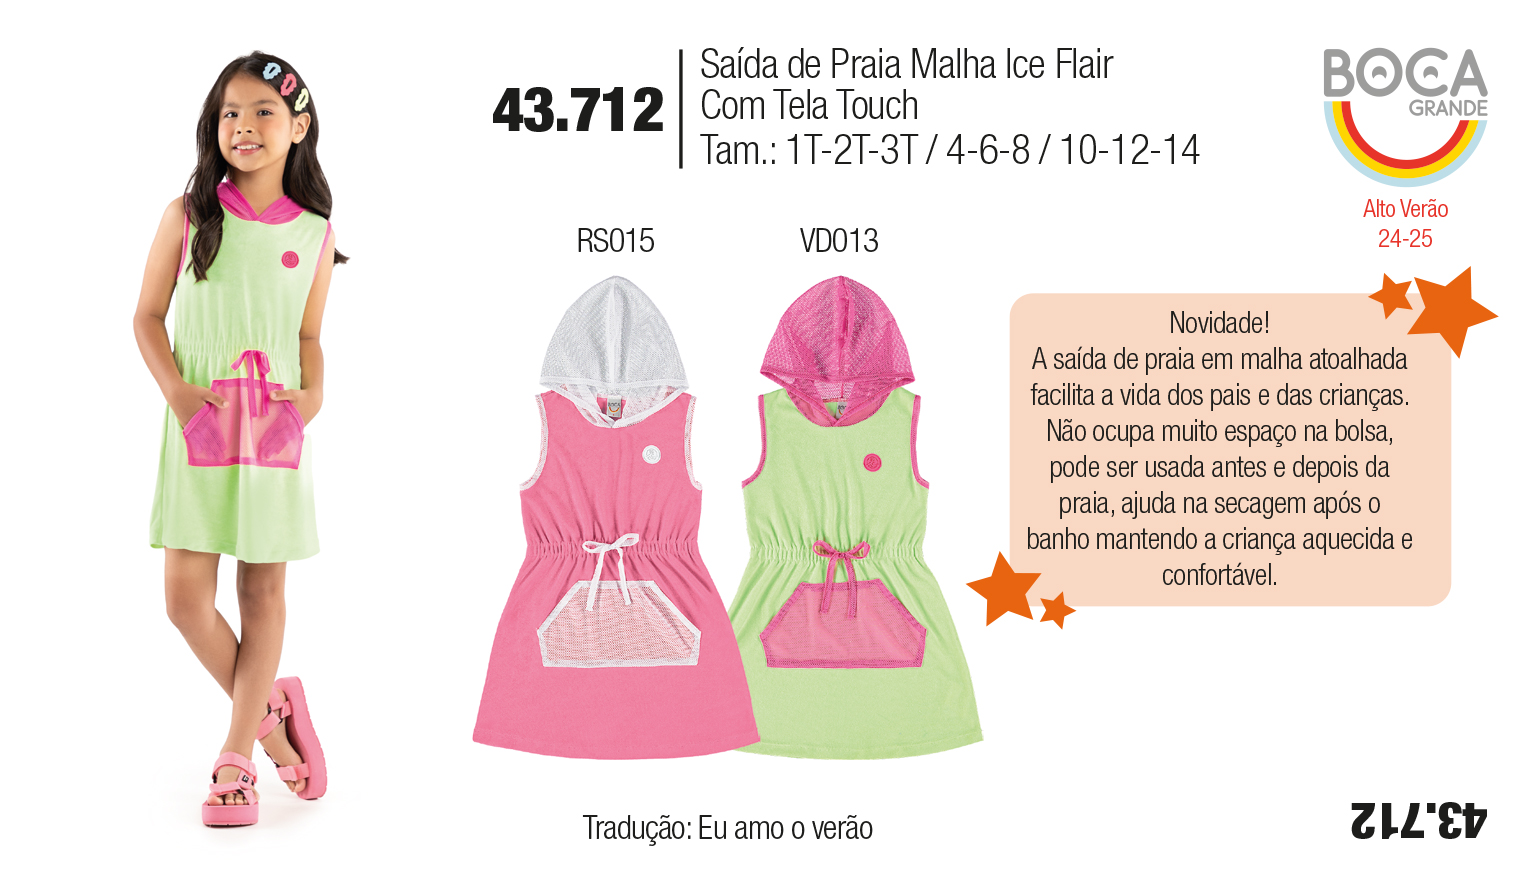 43.712
Saída de Praia Malha Ice Flair
Com Tela Touch
Tam.: 1T-2T-3T / 4-6-8 / 10-12-14
BOCA
GRANDE
Alto Verão
24-25
RS015
VD013
BOCA
Novidade!
A saída de praia em malha atoalhada
facilita a vida dos pais e das crianças.
Não ocupa muito espaço na bolsa,
pode ser usada antes e depois da
praia, ajuda na secagem após o
banho mantendo a criança aquecida e
confortável.
Tradução: Eu amo o verão
43.712